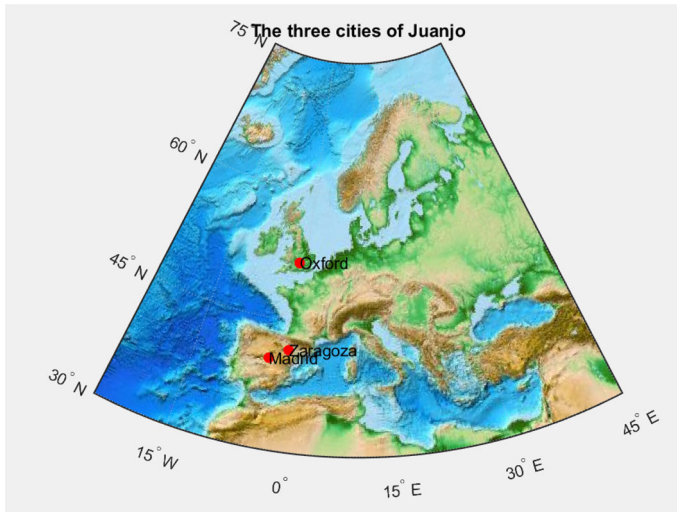 The three cities of Juanjo
75° N
60° N
45° N
30° N
15° W
0°
15° E
30° E
45° E
Oxford
Zaragoza
Madrid